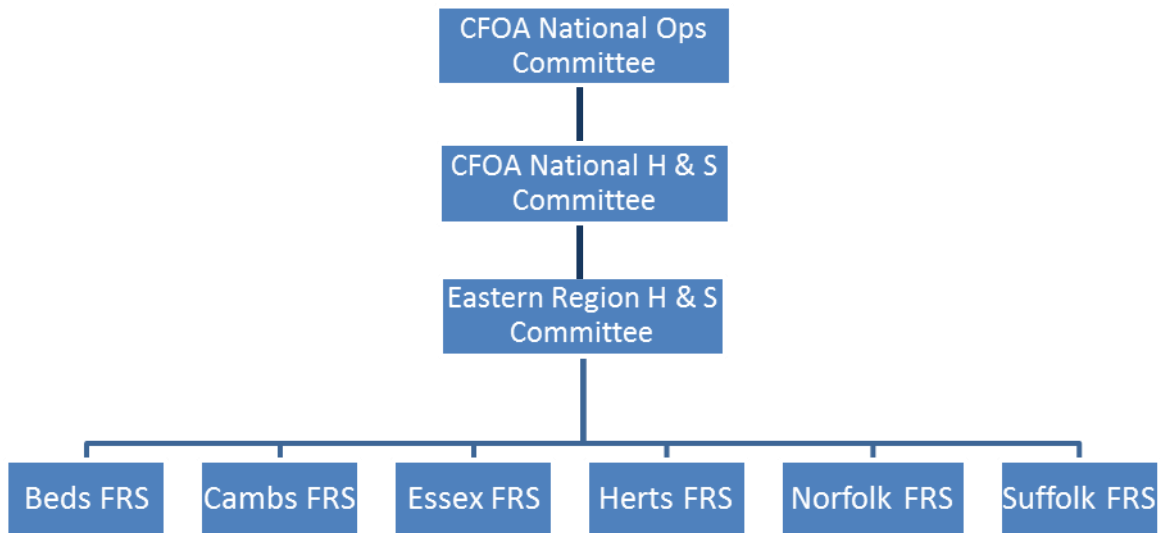 CFOA National Ops
Committee
CFOA National H & S
Committee
Eastern Region H & S
Committee
Beds FRS
Cambs FRS
Essex FRS
Herts FRS
Norfolk FRS
Suffolk FRS